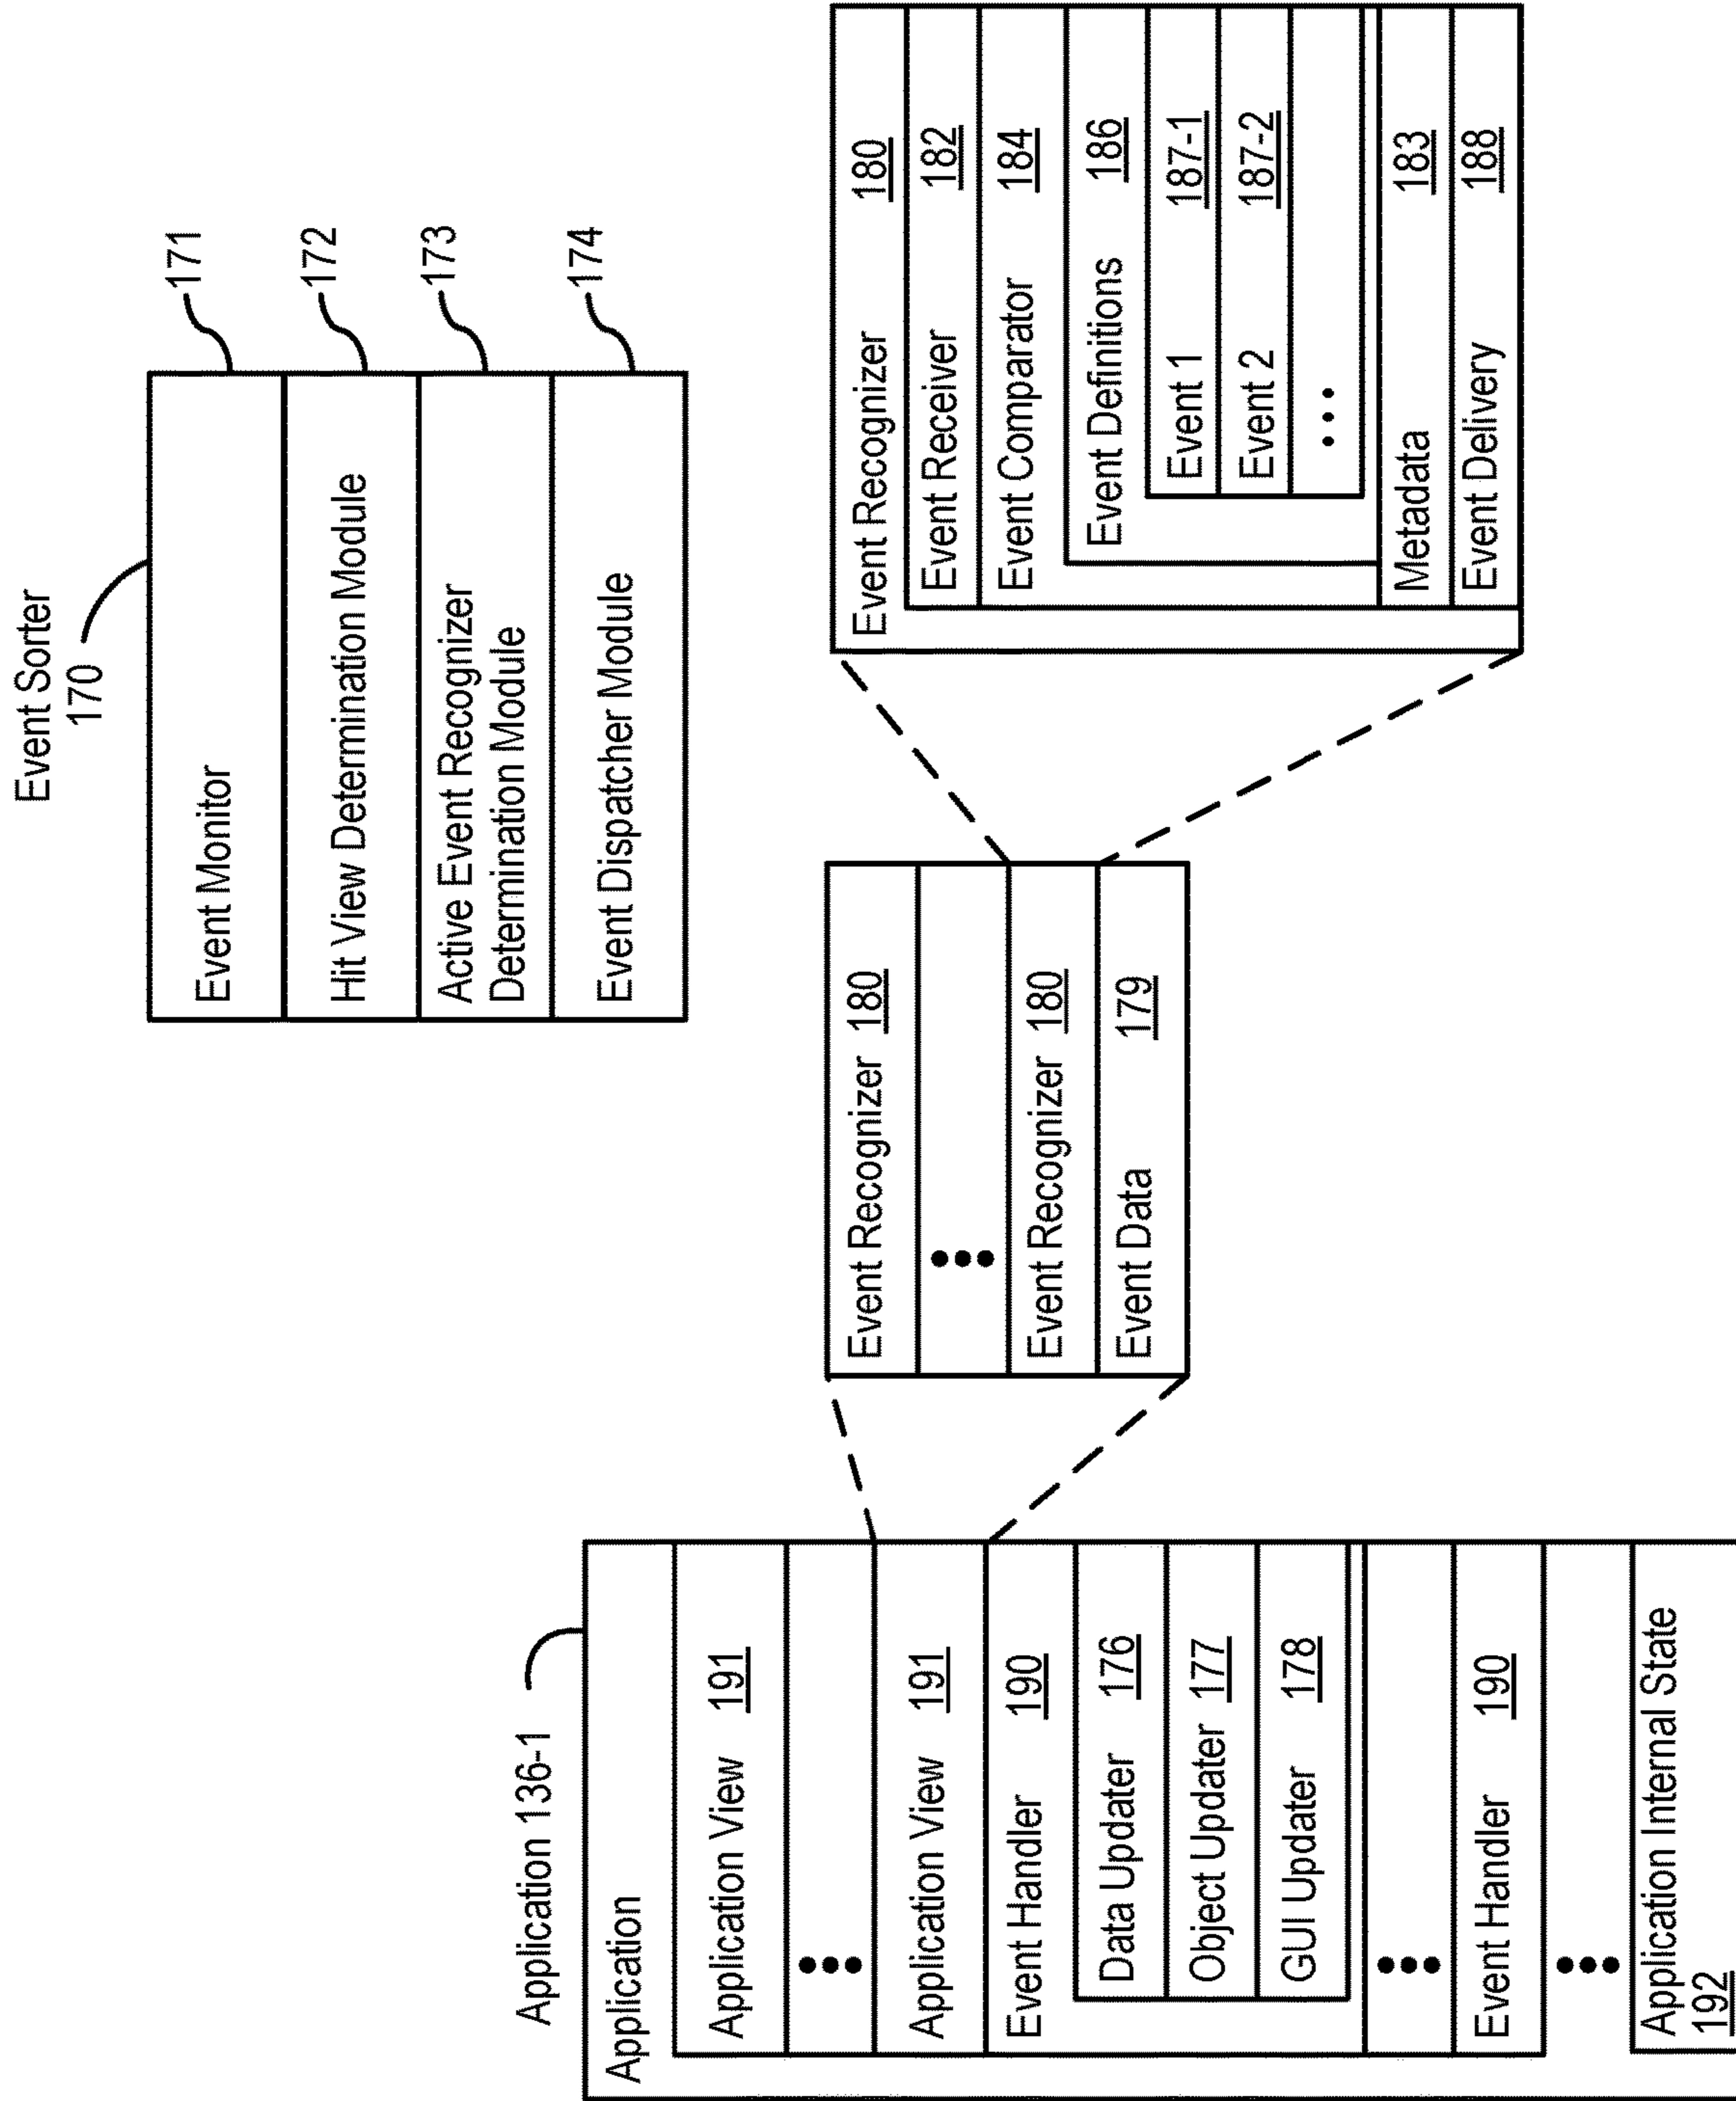 Event Sorter
170
Event Monitor
171
Hit View Determination Module
172
Active Event Recognizer
Determination Module
173
Event Dispatcher Module
174
Application 136-1
Application
Application View 191
•••
Application View 191
Event Handler 190
Data Updater 176
Object Updater 177
GUI Updater 178
•••
Event Handler 190
•••
Application Internal State
192
Event Recognizer 180
•••
Event Recognizer 180
Event Data 179
Event Recognizer 180
Event Receiver 182
Event Comparator 184
Event Definitions 186
Event 1 187-1
Event 2 187-2
•••
Metadata 183
Event Delivery 188